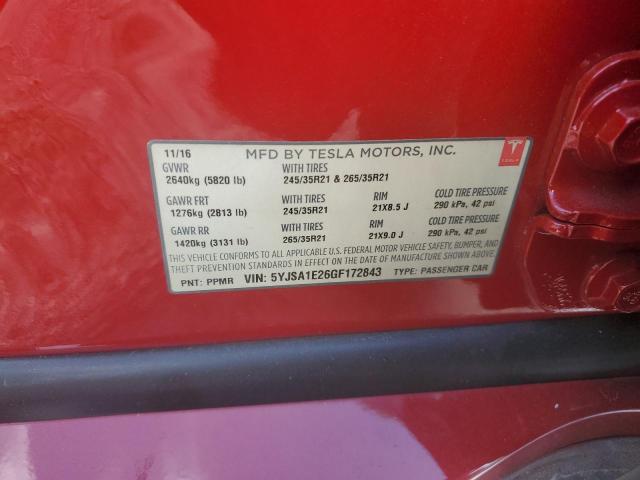 11/16 MFD BY TESLA MOTORS, INC. TESLA
GVWR WITH TIRES
2640kg (5820 lb) 245/35R21 & 265/35R21
GAWR FRT WITH TIRES RIM COLD TIRE PRESSURE
1276kg (2813 lb) 245/35R21 21X8.5 J 290 kPa, 42 psi
GAWR RR WITH TIRES RIM COLD TIRE PRESSURE
1420kg (3131 lb) 265/35R21 21X9.0 J 290 kPa, 42 psi
THIS VEHICLE CONFORMS TO ALL APPLICABLE U.S. FEDERAL MOTOR VEHICLE SAFETY, BUMPER, AND
THEFT PREVENTION STANDARDS IN EFFECT ON THE DATE OF MANUFACTURE SHOWN ABOVE.
PNT: PPMR VIN: 5YJSA1E26GF172843 TYPE: PASSENGER CAR